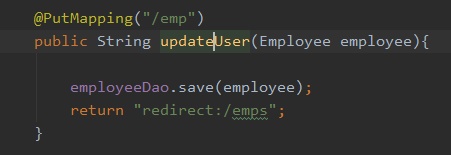 @PutMapping("/emp")
public String updateUser(Employee employee){
employeeDao.save(employee);
return "redirect:/emps";
}